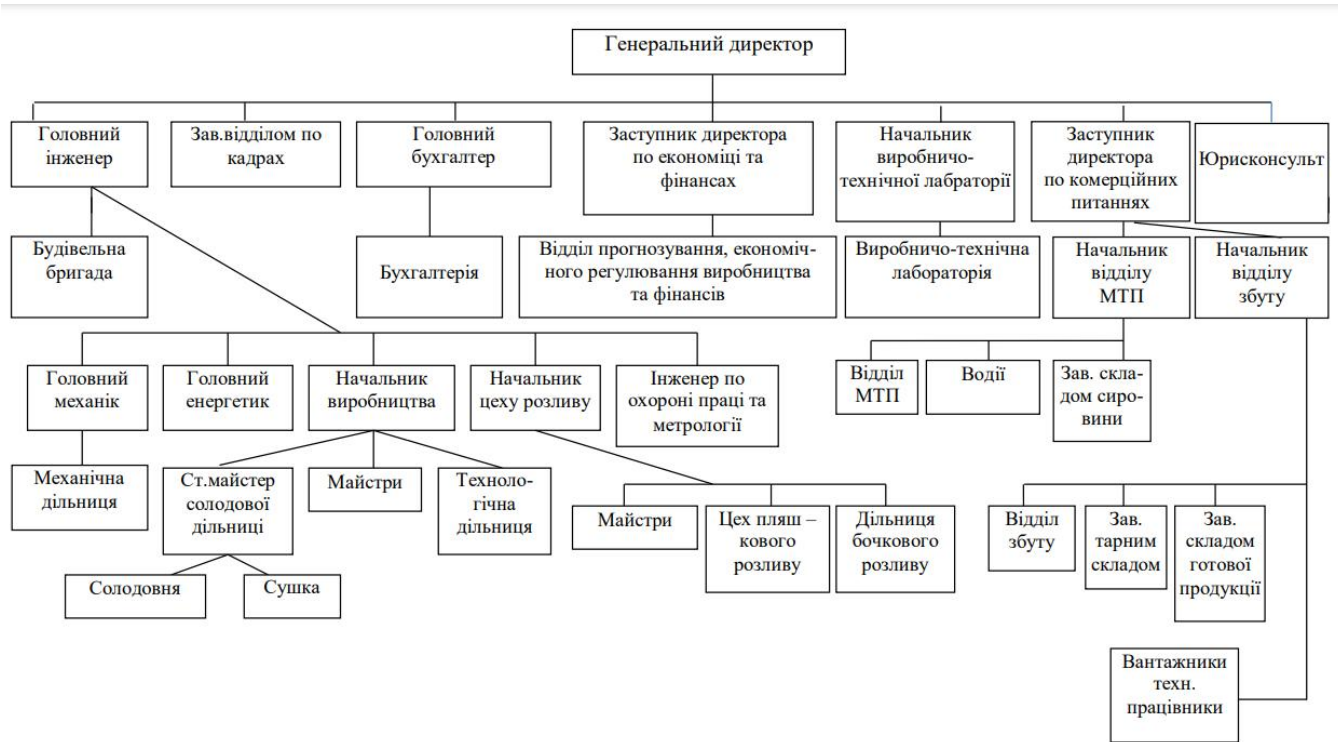 Генеральний директор
Головний
інженер
Зав.відділом по
кадрах
Головний
бухгалтер
Заступник директора
по економіці та
фінансах
Начальник
виробничо-
технічної лабраторії
Заступник
директора
по комерційних
питаннях
Юрисконсульт
Будівельна
бригада
Бухгалтерія
Відділ прогнозування, економіч-
ного регулювання виробництва
та фінансів
Виробничо-технічна
лабораторія
Начальник
відділу
МТП
Начальник
відділу
збуту
Головний
механік
Головний
енергетик
Начальник
виробництва
Начальник
цеху розливу
Інженер по
охороні праці та
метрології
Відділ
МТП
Водії
Зав. скла-
дом сиро-
вини
Механічна
дільниця
Ст.майстер
солодової
дільниці
Майстри
Техноло-
гічна
дільниця
Майстри
Цех пляш –
кового
розливу
Дільниця
бочкового
розливу
Відділ
збуту
Зав.
тарним
складом
Зав.
складом
готової
продукції
Солодовня
Сушка
Вантажники
техн.
працівники